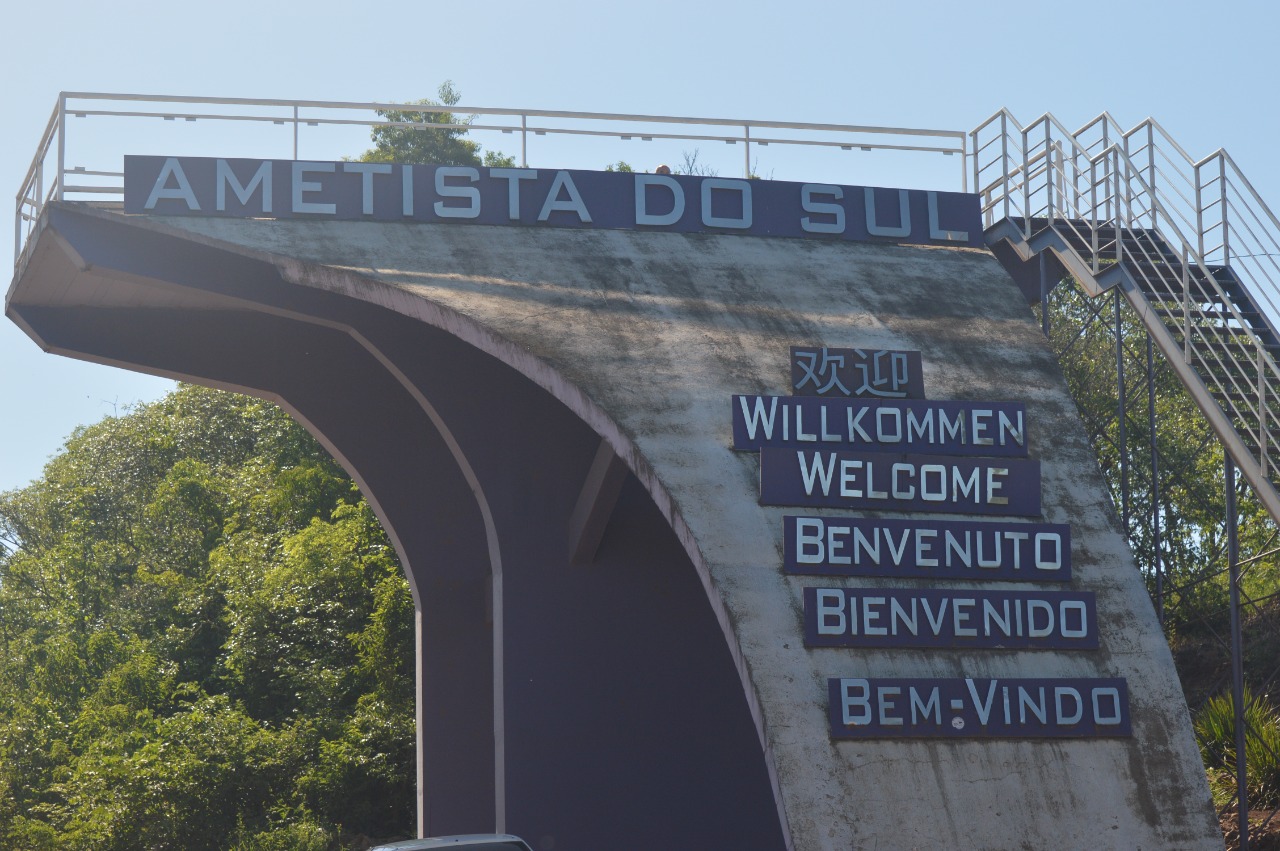 AMETISTA DO SUL
欢迎
WILLKOMMEN
WELCOME
BENVENUTO
BIENVENIDO
BEM-VINDO